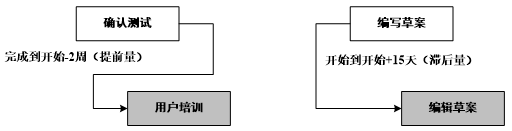 确认测试
完成到开始-2周（提前量）
用户培训
编写草案
开始到开始+15天（滞后量）
编辑草案